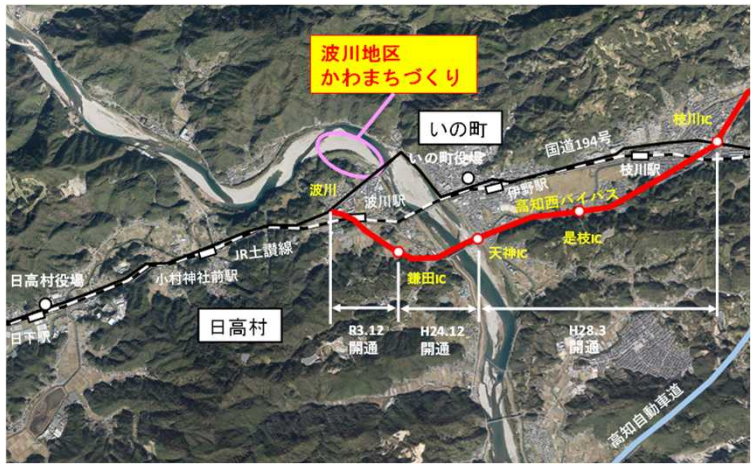 波川地区
かわまちづくり
いの町
枝川IC
国道194号
いの町役場
枝川駅
波川
波川駅
伊野駅
高知西バイパス
是枝IC
天神IC
JR土讃線
小村神社前駅
鎌田IC
日高村役場
日下駅
日高村
R3.12
開通
H24.12
開通
H28.3
開通
高知自動車道